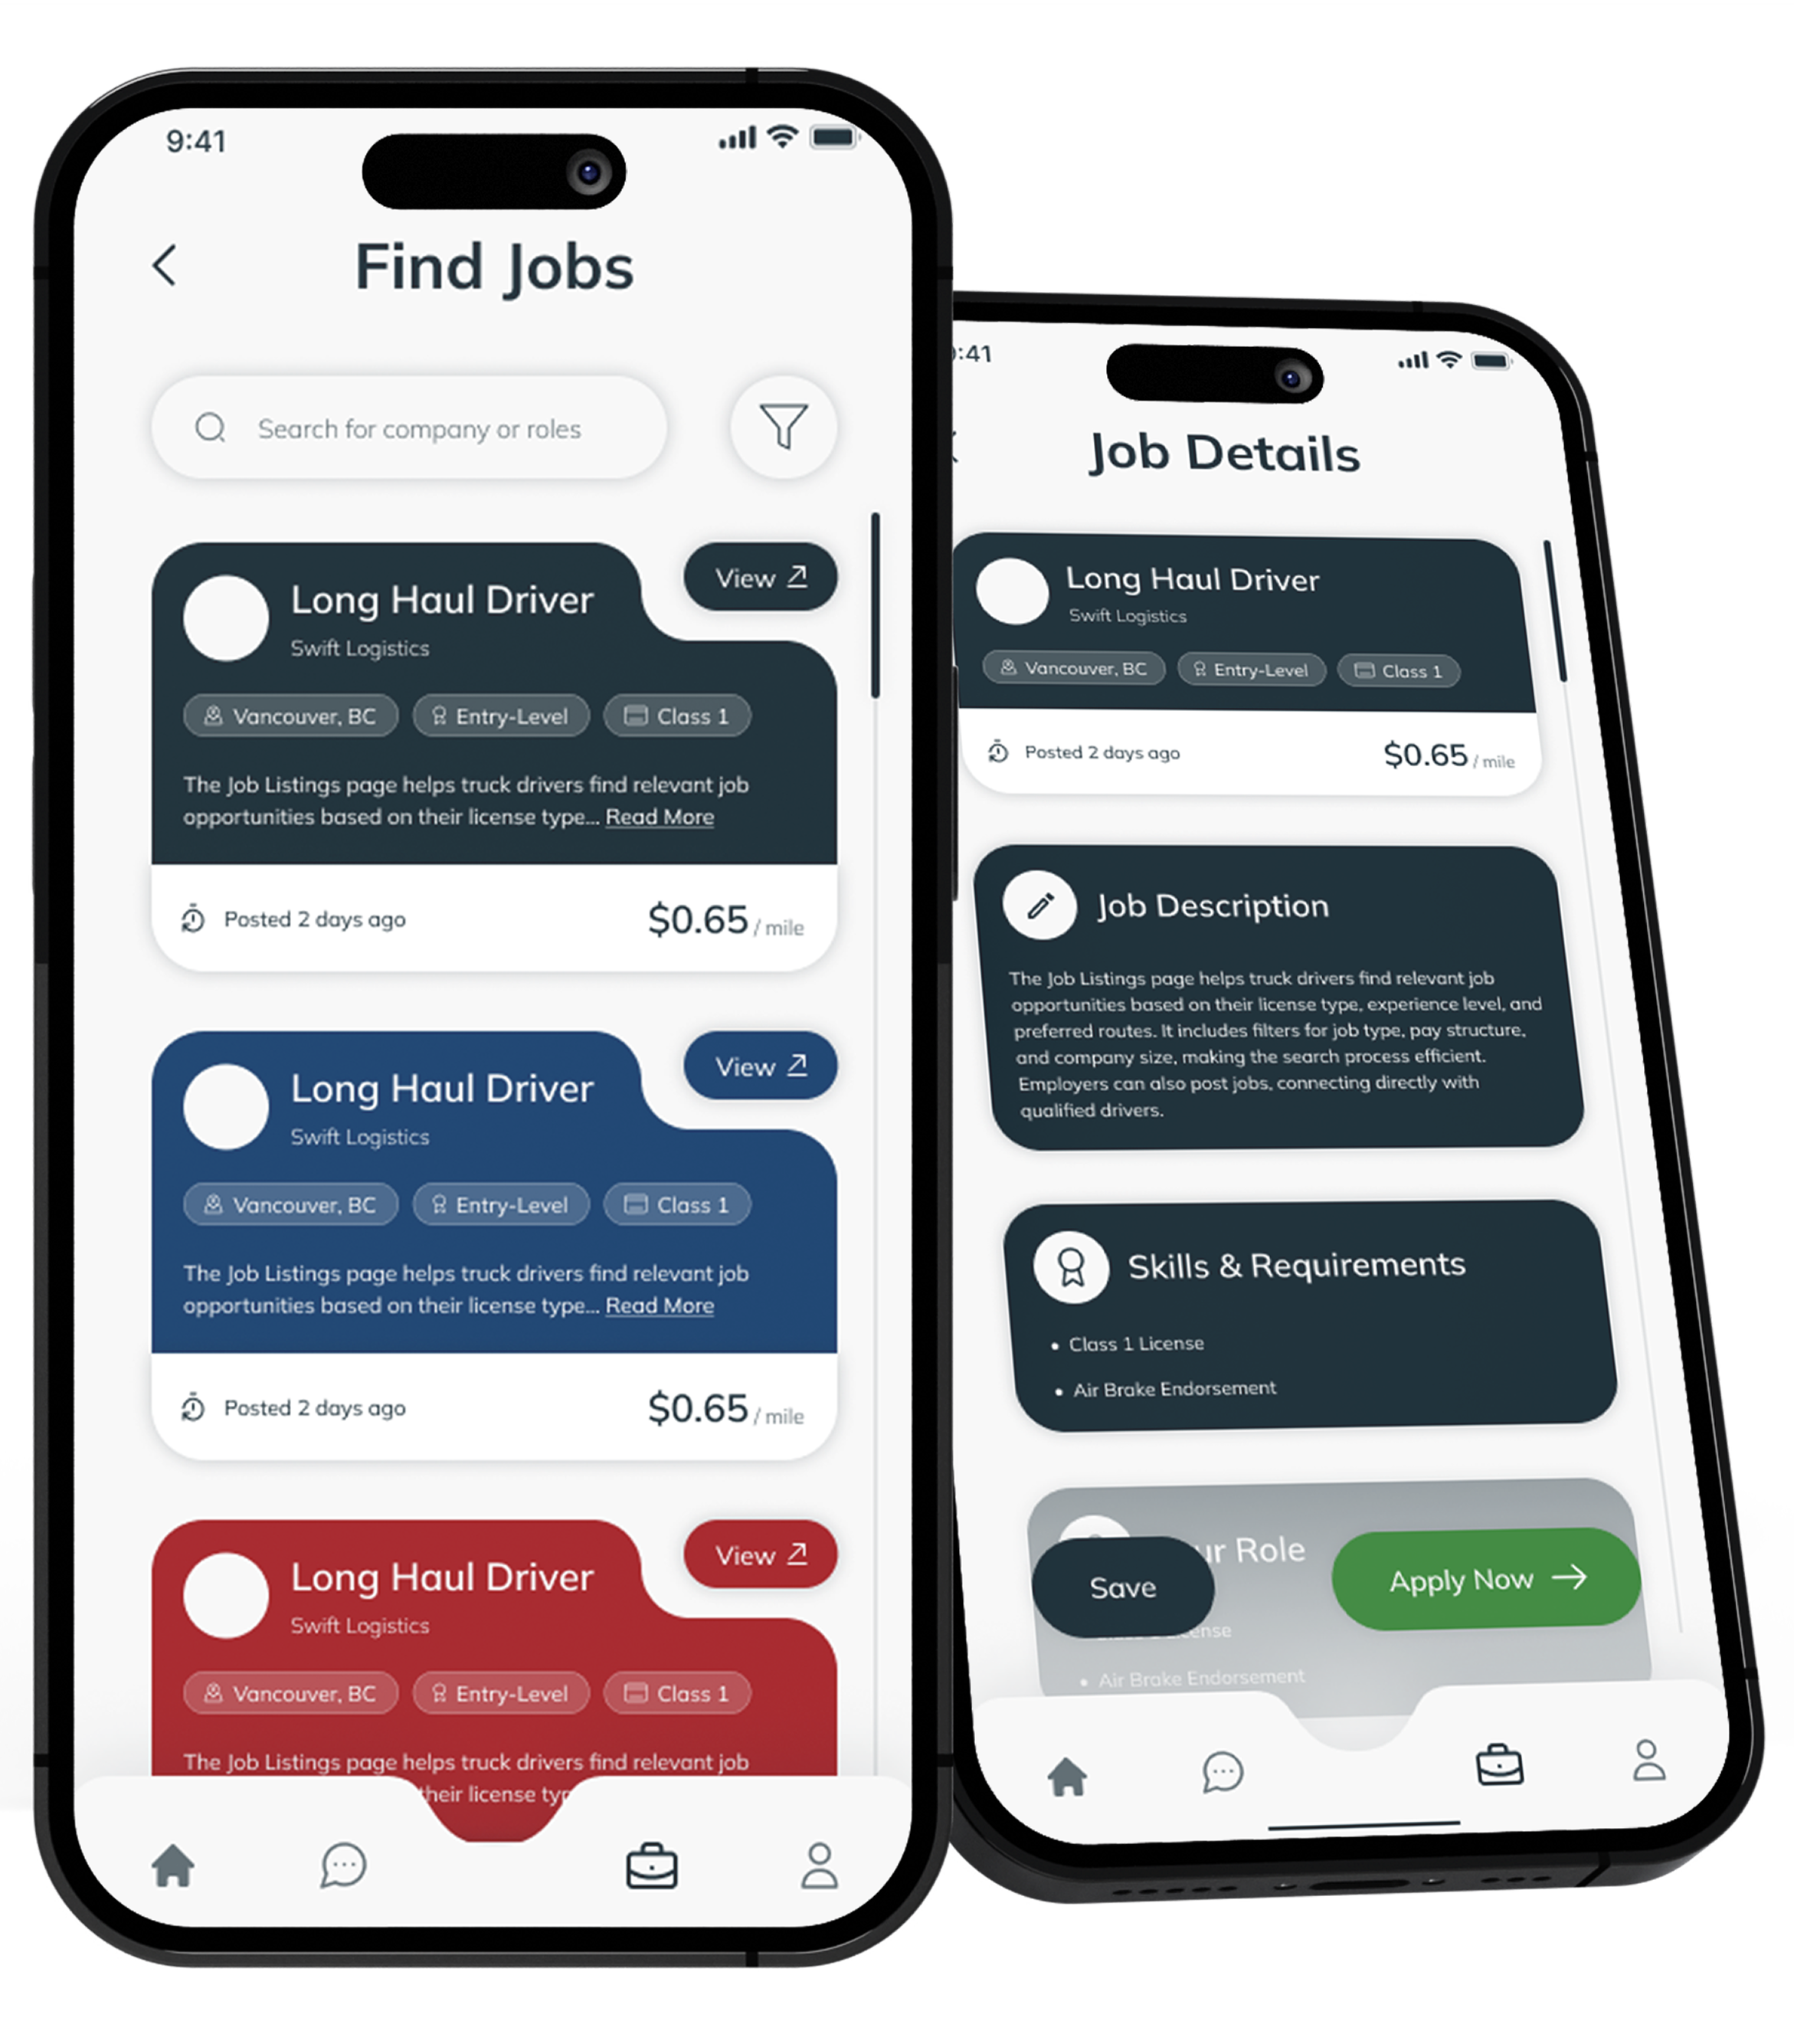 9:41
Find Jobs
Search for company or roles
View
Long Haul Driver
Swift Logistics
Vancouver, BC
Entry-Level
Class 1
The Job Listings page helps truck drivers find relevant job
opportunities based on their license type... Read More
Posted 2 days ago
$0.65 / mile
View
Long Haul Driver
Swift Logistics
Vancouver, BC
Entry-Level
Class 1
The Job Listings page helps truck drivers find relevant job
opportunities based on their license type... Read More
Posted 2 days ago
$0.65 / mile
View
Long Haul Driver
Swift Logistics
Vancouver, BC
Entry-Level
Class 1
The Job Listings page helps truck drivers find relevant job
their license
:41
Job Details
Long Haul Driver
Swift Logistics
Vancouver, BC
Entry-Level
Class 1
Posted 2 days ago
$0.65 / mile
Job Description
The Job Listings page helps truck drivers find relevant job
opportunities based on their license type, experience level, and
preferred routes. It includes filters for job type, pay structure,
and company size, making the search process efficient.
Employers can also post jobs, connecting directly with
qualified drivers.
Skills & Requirements
• Class 1 License
• Air Brake Endorsement
Role
Save
Apply Now
• Air Brake Endorsement